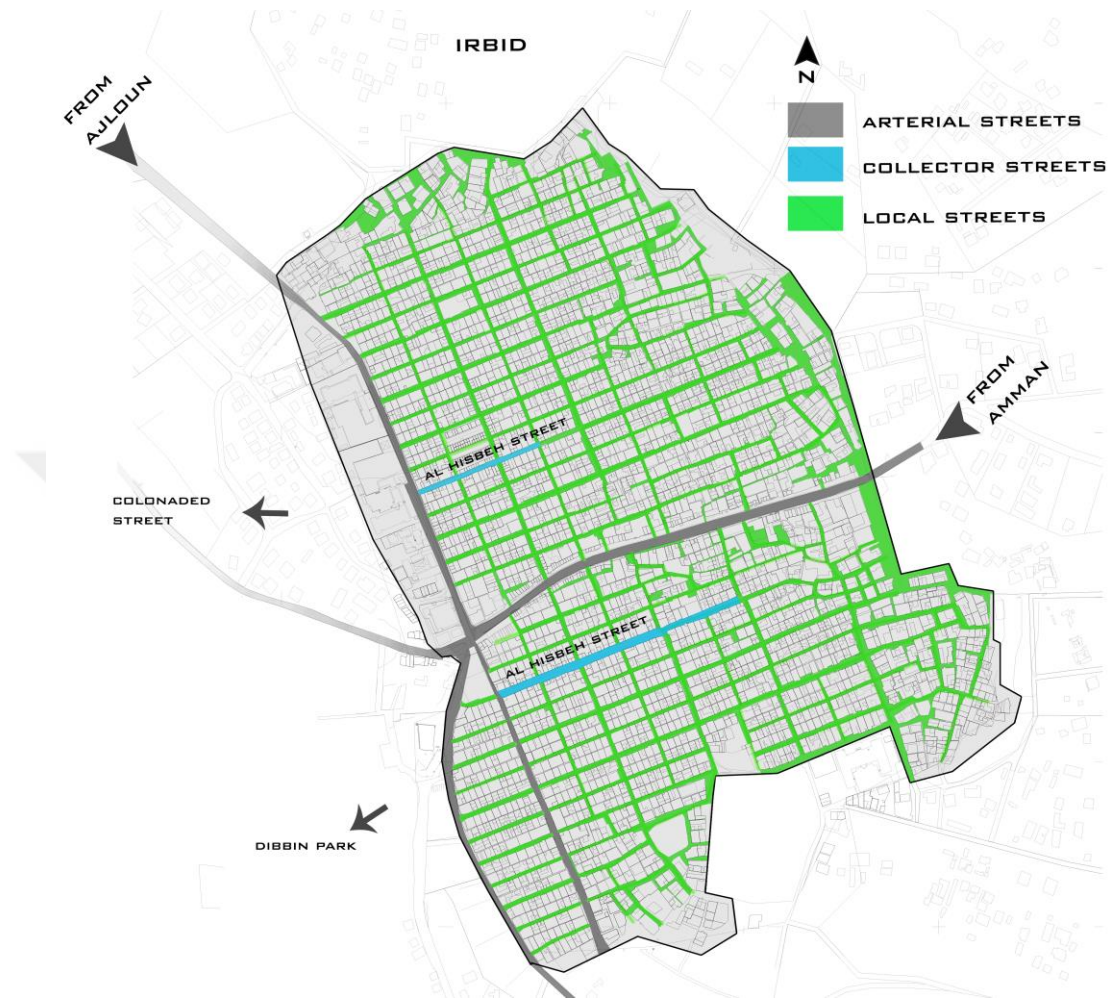 IRBID
FROM
AJLOUN
N
ARTERIAL STREETS
COLLECTOR STREETS
LOCAL STREETS
FROM
AMMAN
AL HISBEH STREET
COLONADED
STREET
AL HISBEH STREET
DIBBIN PARK